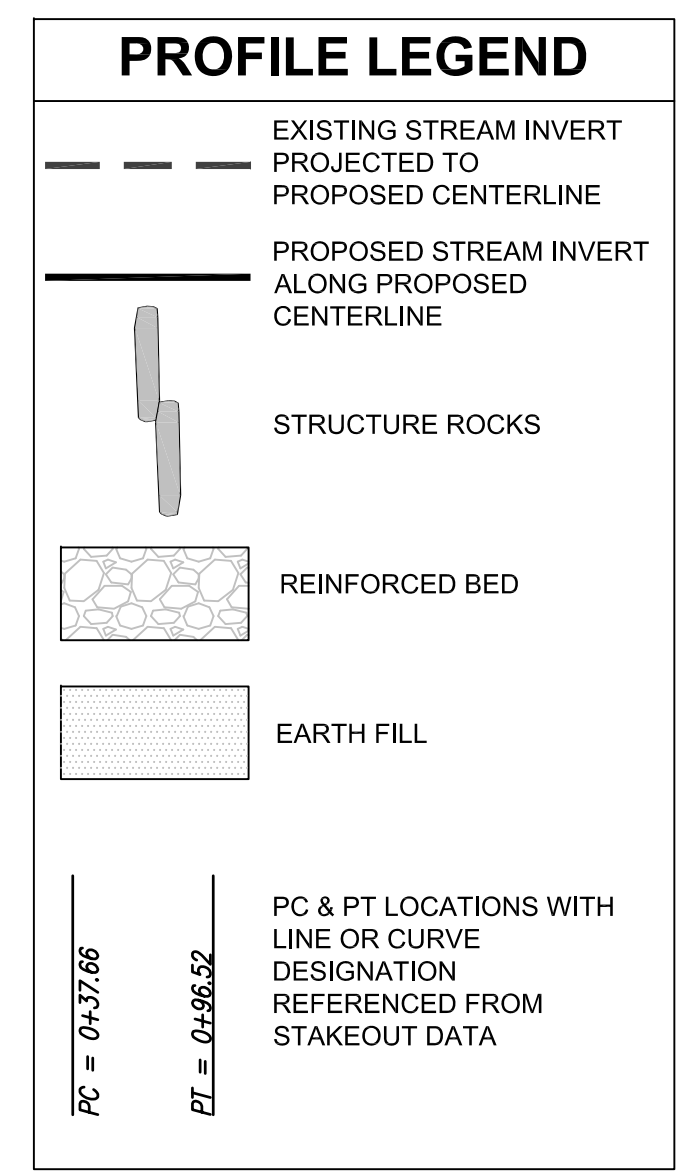 PROFILE LEGEND
EXISTING STREAM INVERT
PROJECTED TO
PROPOSED CENTERLINE
PROPOSED STREAM INVERT
ALONG PROPOSED
CENTERLINE
STRUCTURE ROCKS
REINFORCED BED
EARTH FILL
PC = 0+37.66
PT = 0+96.52
PC & PT LOCATIONS WITH
LINE OR CURVE
DESIGNATION
REFERENCED FROM
STAKEOUT DATA